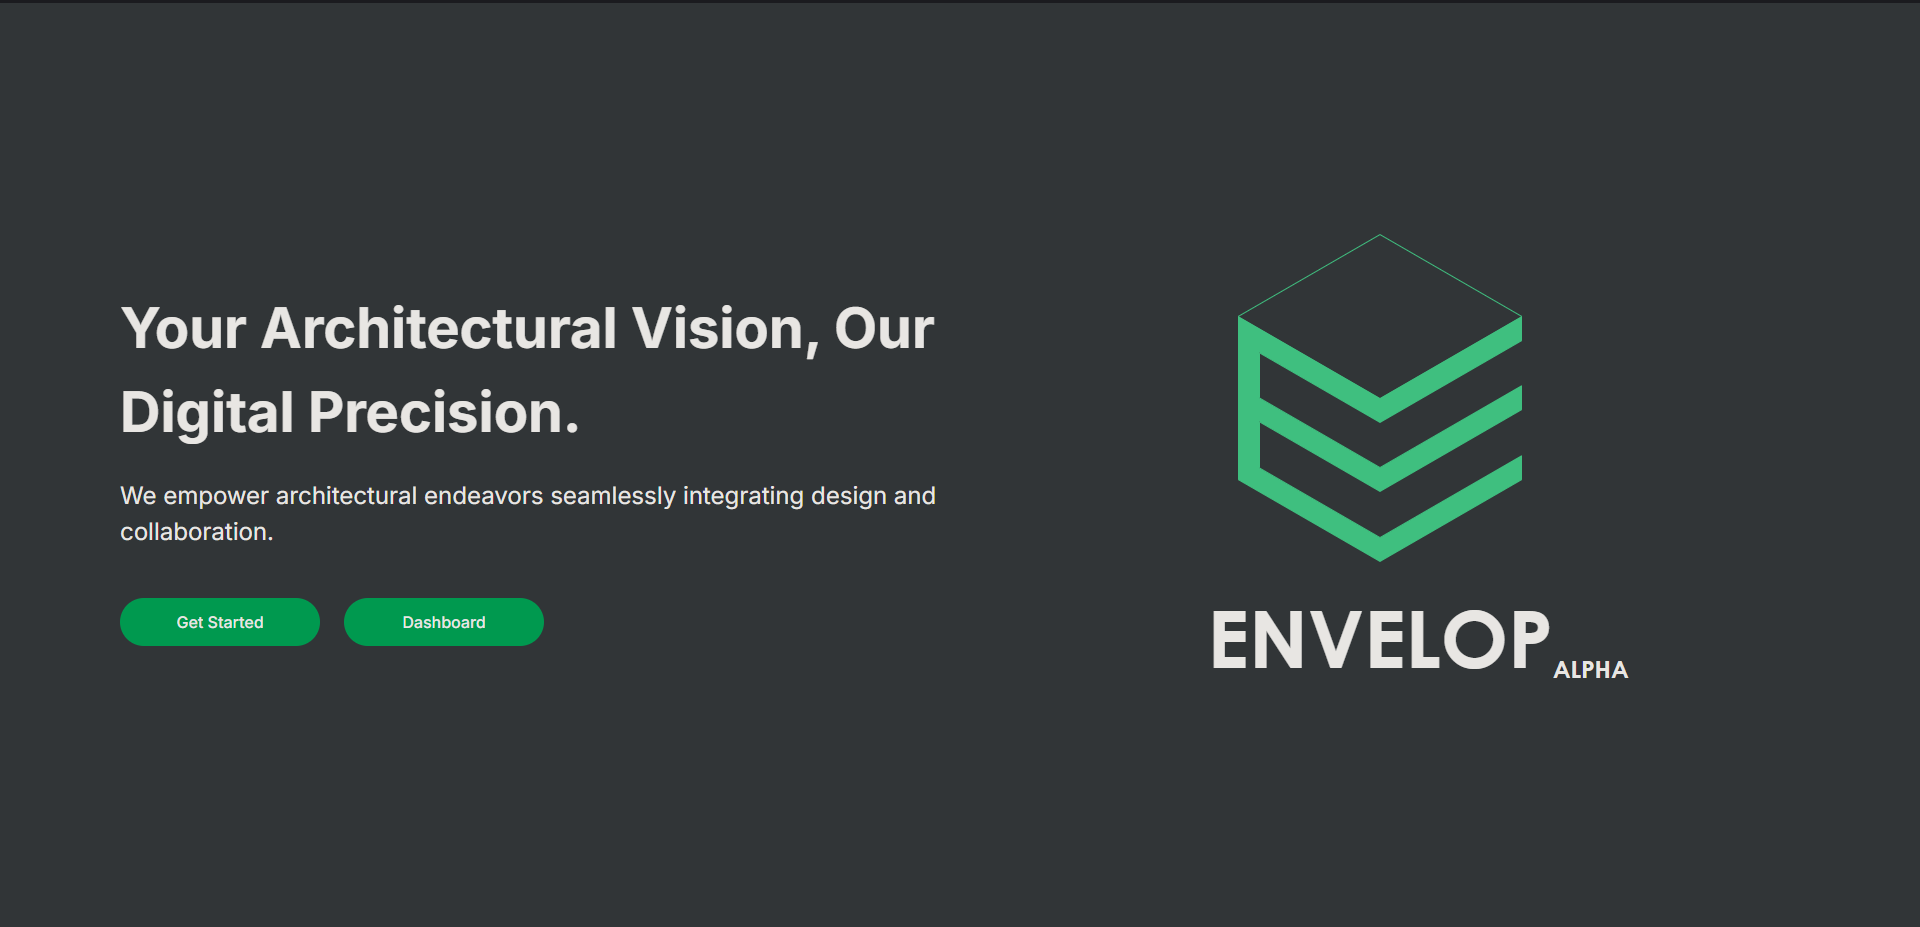 Your Architectural Vision, Our
Digital Precision.
We empower architectural endeavors seamlessly integrating design and
collaboration.
Get Started
Dashboard
ENVELOP
ALPHA